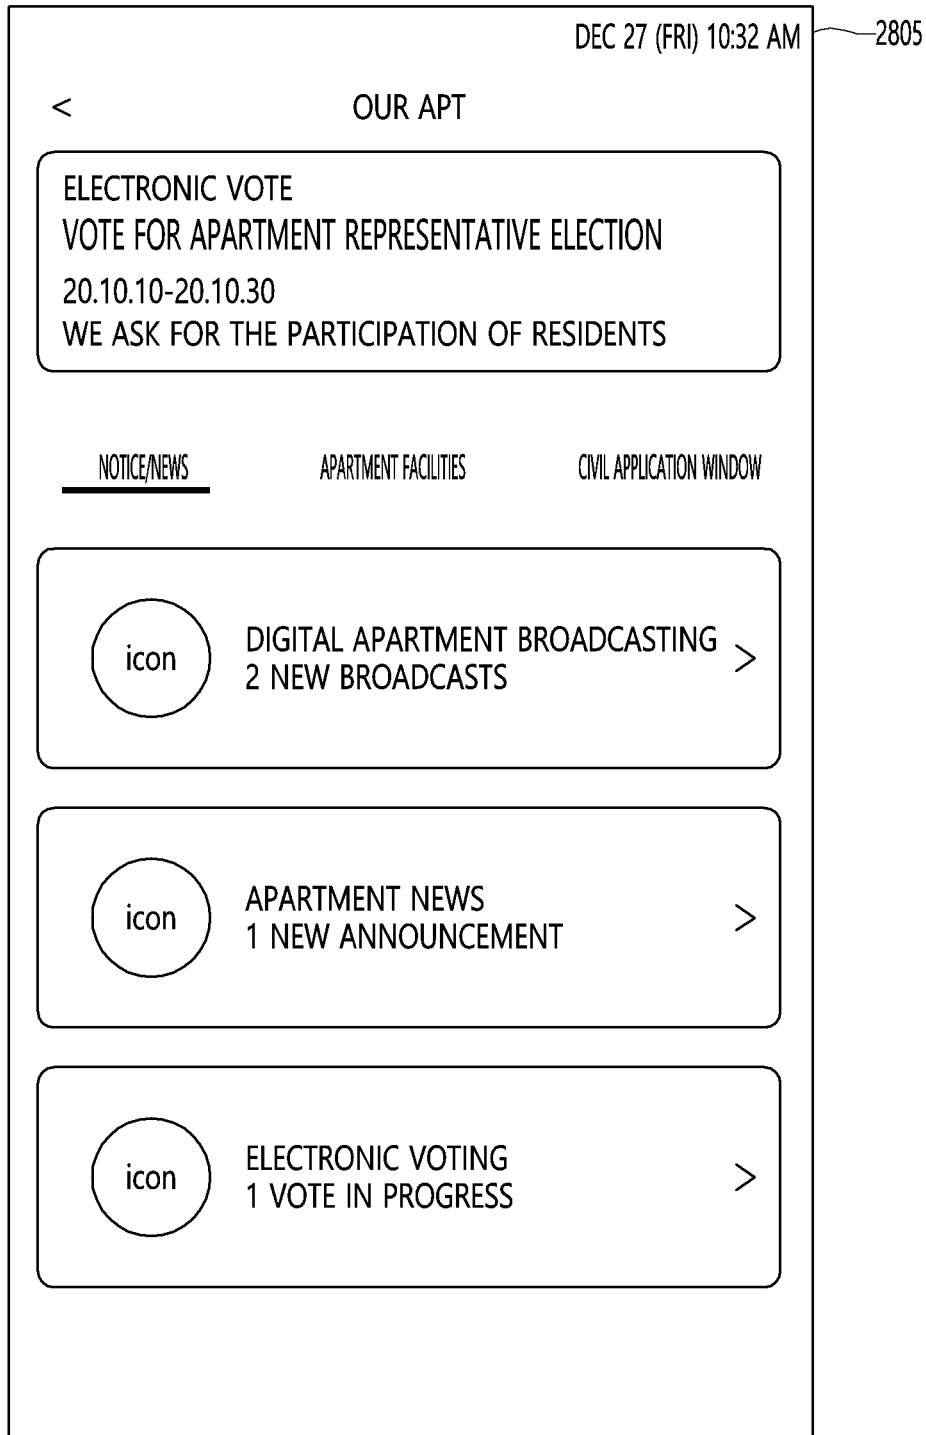 DEC 27 (FRI) 10:32 AM
2805
<
OUR APT
ELECTRONIC VOTE
VOTE FOR APARTMENT REPRESENTATIVE ELECTION
20.10.10-20.10.30
WE ASK FOR THE PARTICIPATION OF RESIDENTS
NOTICE/NEWS
APARTMENT FACILITIES
CIVIL APPLICATION WINDOW
icon
DIGITAL APARTMENT BROADCASTING
2 NEW BROADCASTS
>
icon
APARTMENT NEWS
1 NEW ANNOUNCEMENT
>
icon
ELECTRONIC VOTING
1 VOTE IN PROGRESS
>